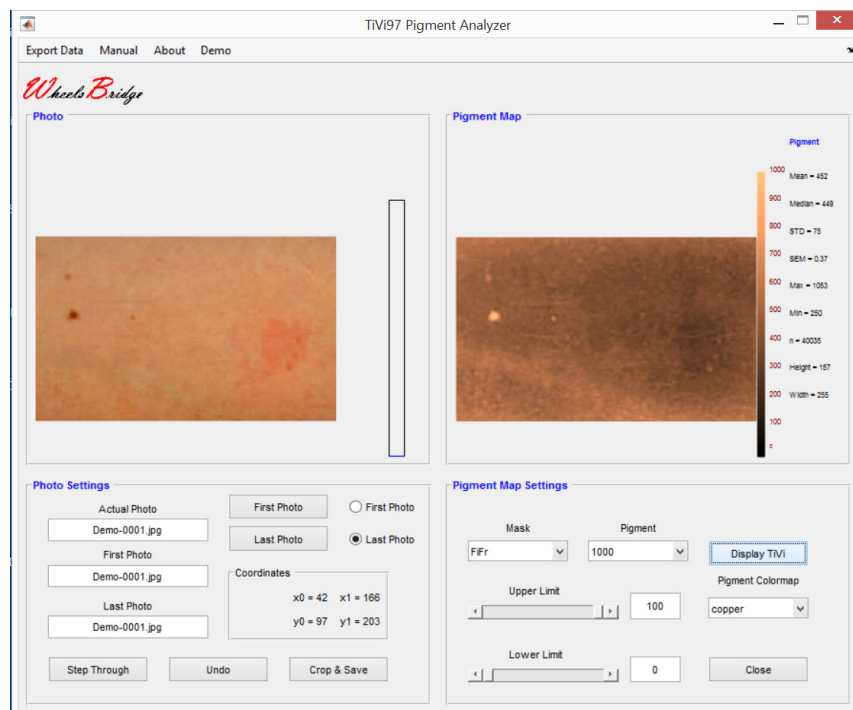 TiVi97 Pigment Analyzer
Export Data Manual About Demo
WheelsBridge
Photo
Pigment Map
Pigment
1000
900
800
700
600
500
400
300
200
100
0
Mean = 452
Median = 449
STD = 75
SEM = 0.37
Max = 1053
Min = 250
n = 40035
Height = 157
Width = 255
Photo Settings
Actual Photo
Demo-0001.jpg
First Photo
Demo-0001.jpg
Last Photo
Demo-0001.jpg
First Photo
Last Photo
First Photo
Last Photo
Coordinates
x0 = 42 x1 = 166
y0 = 97 y1 = 203
Step Through Undo Crop & Save
Pigment Map Settings
Mask Pigment
FiFr 1000 Display TiVi
Upper Limit
100
Pigment Colormap
copper
Lower Limit
0
Close